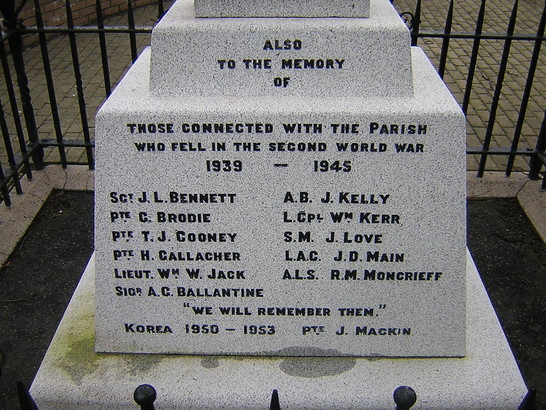 ALSO
TO THE MEMORY
OF
THOSE CONNECTED WITH THE PARISH
WHO FELL IN THE SECOND WORLD WAR
1939 — 1945
SGT J. L. BENNETT A.B. J. KELLY
PTE G. BRODIE L.CPL WM KERR
PTE T. J. COONEY S.M. J. LOVE
PTE H. GALLACHER L.A.C. J.D. MAIN
LIEUT. WM W. JACK A.L.S. R.M. MONCRIEFF
SIGR A.C. BALLANTINE
"WE WILL REMEMBER THEM."
KOREA 1950 — 1953 PTE J. MACKIN